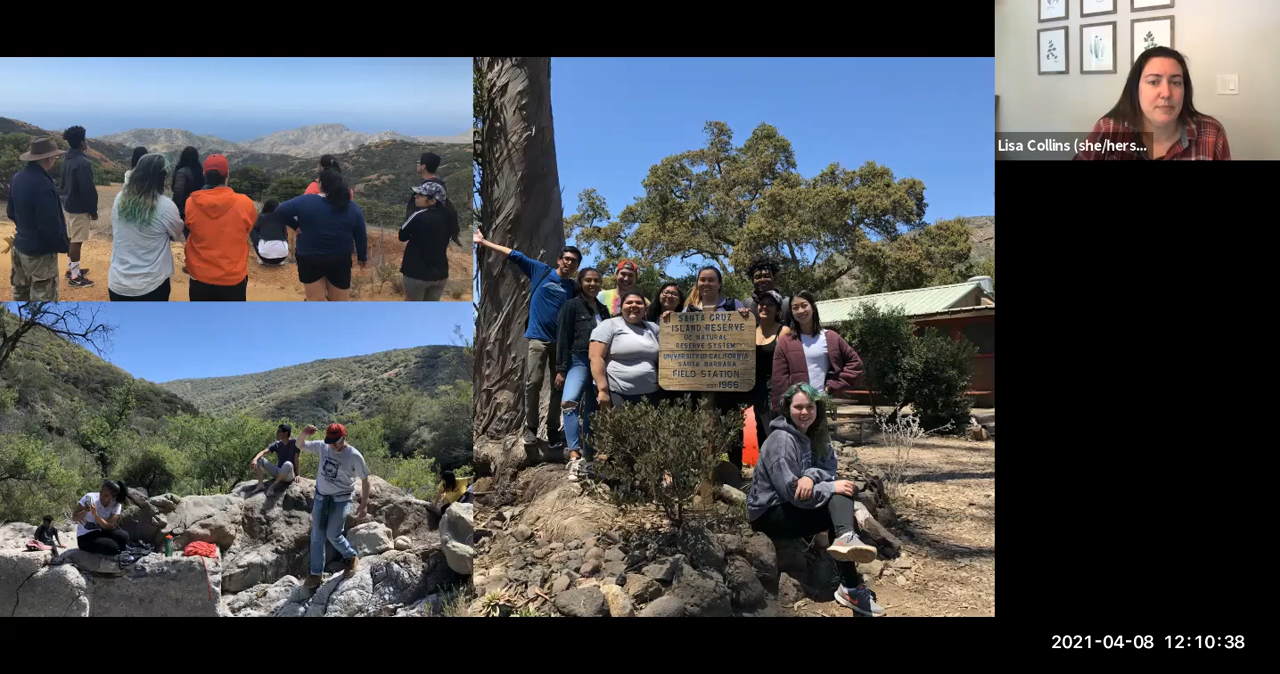 Lisa Collins (she/hers...
SANTA CRUZ
ISLAND RESERVE
UC NATURAL
RESERVE SYSTEM
UNIVERSITY OF CALIFORNIA
SANTA BARBARA
FIELD STATION
EST 1966
2021-04-08 12:10:38